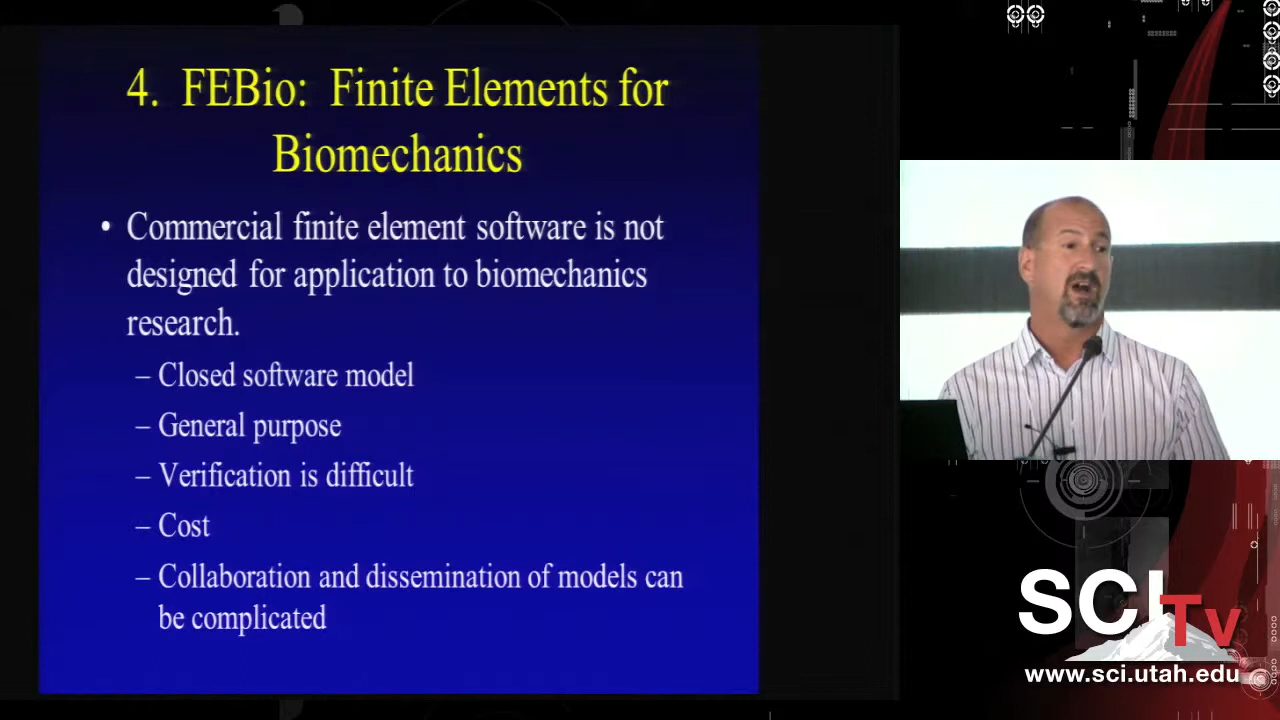 4. FEBio: Finite Elements for
Biomechanics
• Commercial finite element software is not
designed for application to biomechanics
research.
– Closed software model
– General purpose
– Verification is difficult
– Cost
– Collaboration and dissemination of models can
be complicated
SCI
Tv
www.sci.utah.edu